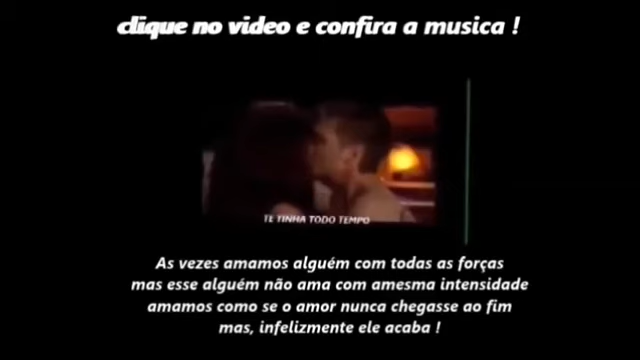 clique no video e confira a musica !
TE TINHA TODO TEMPO
As vezes amamos alguém com todas as forças
mas esse alguém não ama com amesma intensidade
amamos como se o amor nunca chegasse ao fim
mas, infelizmente ele acaba !